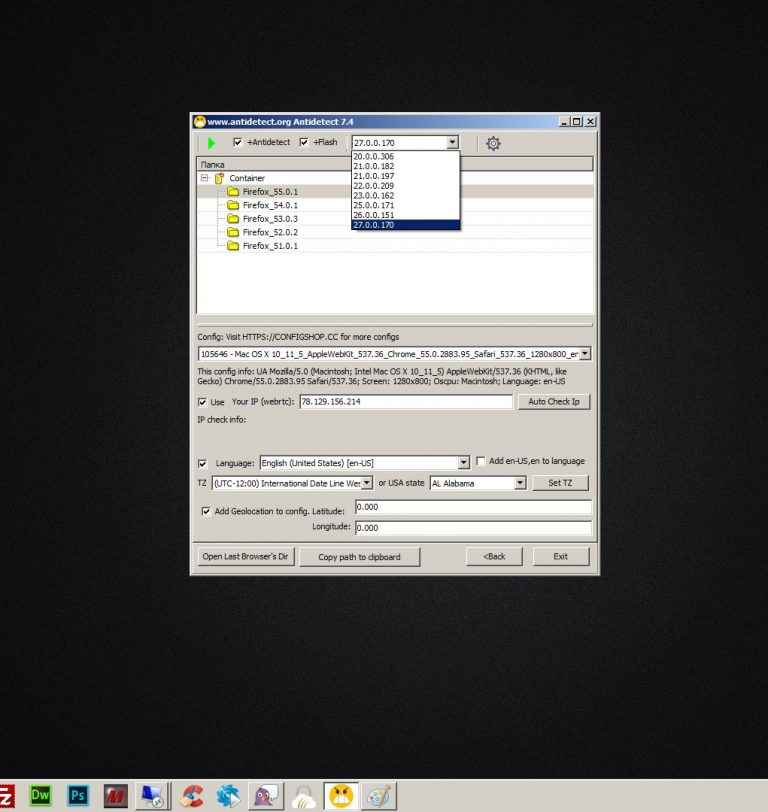 www.antidetect.org Antidetect 7.4
+Antidetect +Flash 27.0.0.170
20.0.0.306
21.0.0.182
21.0.0.197
22.0.0.209
23.0.0.162
25.0.0.171
26.0.0.151
27.0.0.170
Папка
Container
Firefox_55.0.1
Firefox_54.0.1
Firefox_53.0.3
Firefox_52.0.2
Firefox_51.0.1
Config: Visit HTTPS://CONFIGSHOP.CC for more configs
105646 - Mac OS X 10_11_5_AppleWebKit_537.36_Chrome_55.0.2883.95_Safari_537.36_1280x800_er
This config info: UA Mozilla/5.0 (Macintosh; Intel Mac OS X 10_11_5) AppleWebKit/537.36 (KHTML, like
Gecko) Chrome/55.0.2883.95 Safari/537.36; Screen: 1280x800; Oscpu: Macintosh; Language: en-US
Use Your IP (webrtc): 78.129.156.214 Auto Check Ip
IP check info:
Language: English (United States) [en-US] Add en-US,en to language
TZ (UTC-12:00) International Date Line Wes or USA state AL Alabama Set TZ
Add Geolocation to config. Latitude: 0.000
Longitude: 0.000
Open Last Browser's Dir Copy path to clipboard <Back Exit
Dw Ps